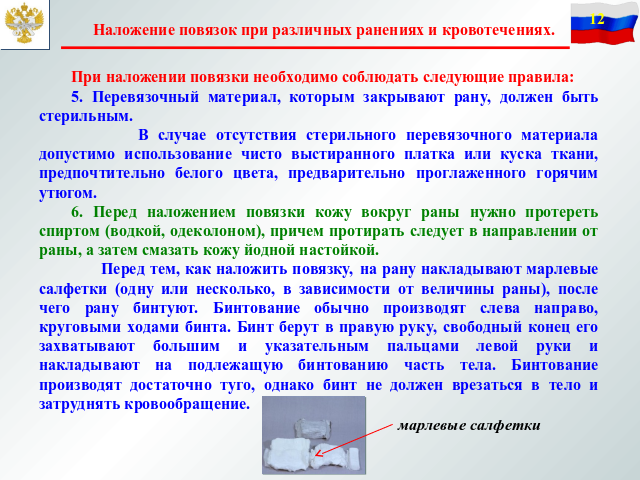 Наложение повязок при различных ранениях и кровотечениях.
12
При наложении повязки необходимо соблюдать следующие правила:
5. Перевязочный материал, которым закрывают рану, должен быть
стерильным.
В случае отсутствия стерильного перевязочного материала
допустимо использование чисто выстиранного платка или куска ткани,
предпочтительно белого цвета, предварительно проглаженного горячим
утюгом.
6. Перед наложением повязки кожу вокруг раны нужно протереть
спиртом (водкой, одеколоном), причем протирать следует в направлении от
раны, а затем смазать кожу йодной настойкой.
Перед тем, как наложить повязку, на рану накладывают марлевые
салфетки (одну или несколько, в зависимости от величины раны), после
чего рану бинтуют. Бинтование обычно производят слева направо,
круговыми ходами бинта. Бинт берут в правую руку, свободный конец его
захватывают большим и указательным пальцами левой руки и
накладывают на подлежащую бинтованию часть тела. Бинтование
производят достаточно туго, однако бинт не должен врезаться в тело и
затруднять кровообращение.
марлевые салфетки